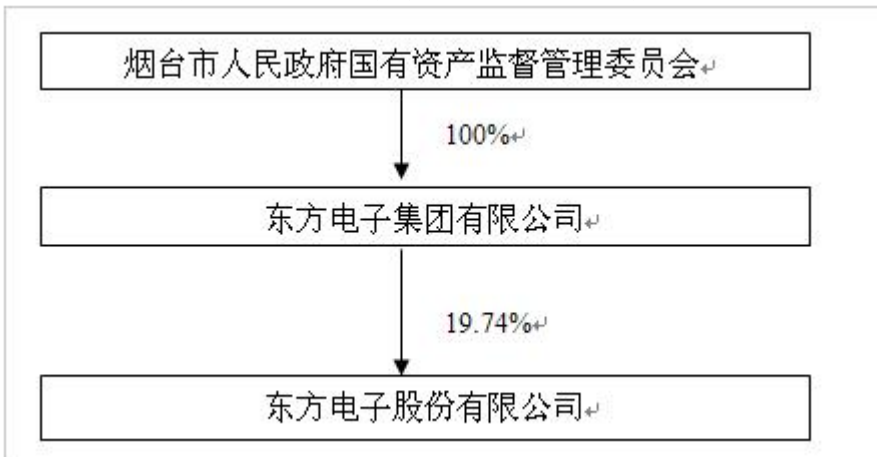 烟台市人民政府国有资产监督管理委员会
100%
东方电子集团有限公司
19.74%
东方电子股份有限公司